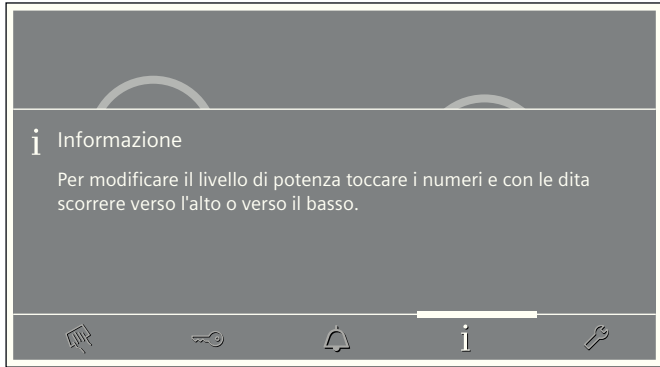 i Informazione
Per modificare il livello di potenza toccare i numeri e con le dita
scorrere verso l'alto o verso il basso.
i